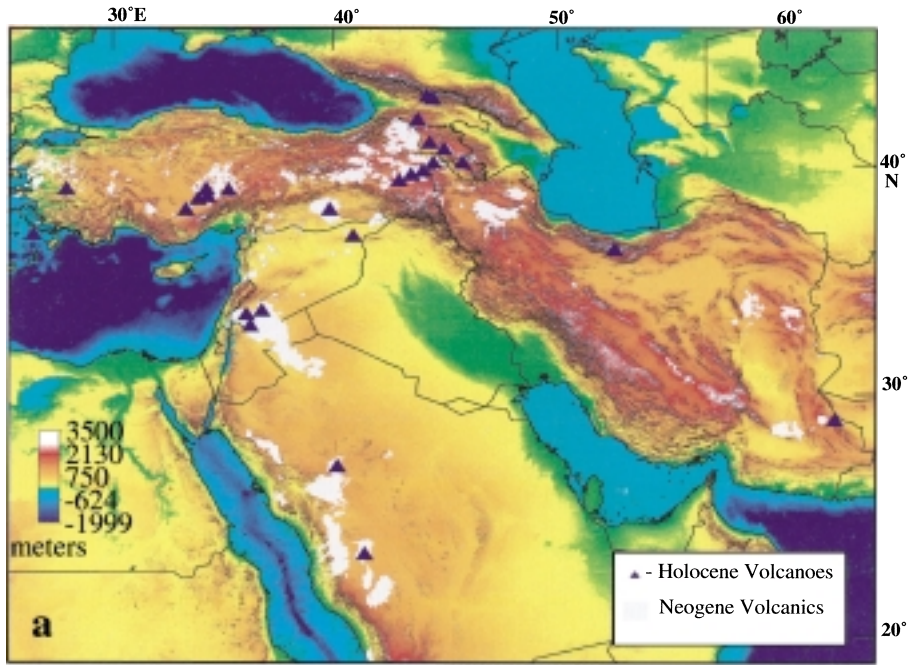 30°E 40° 50° 60°
40°
N
30°
3500
2130
750
-624
-1999
meters
- Holocene Volcanoes
Neogene Volcanics
a
20°